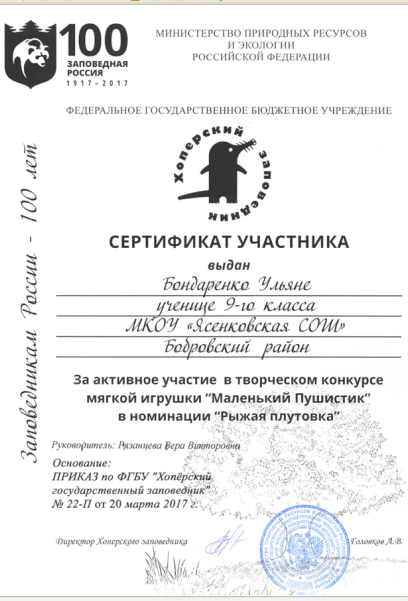 100
ЗАПОВЕДНАЯ
РОССИЯ
1917-2017
МИНИСТЕРСТВО ПРИРОДНЫХ РЕСУРСОВ
И ЭКОЛОГИИ
РОССИЙСКОЙ ФЕДЕРАЦИИ
ФЕДЕРАЛЬНОЕ ГОСУДАРСТВЕННОЕ БЮДЖЕТНОЕ УЧРЕЖДЕНИЕ
Хоперский заповедник
Заповедникам России - 100 лет
СЕРТИФИКАТ УЧАСТНИКА
выдан
Бондаренко Ульяне
ученице 9-го класса
МКОУ «Ясенковская СОШ»
Бобровский район
За активное участие в творческом конкурсе
мягкой игрушки "Маленький Пушистик"
в номинации "Рыжая плутовка"
Руководитель: Рязанцева Вера Викторовна
Основание:
ПРИКАЗ по ФГБУ "Хопёрский
государственный заповедник"
№ 22-П от 20 марта 2017 г.
Директор Хоперского заповедника
Головков А.В.